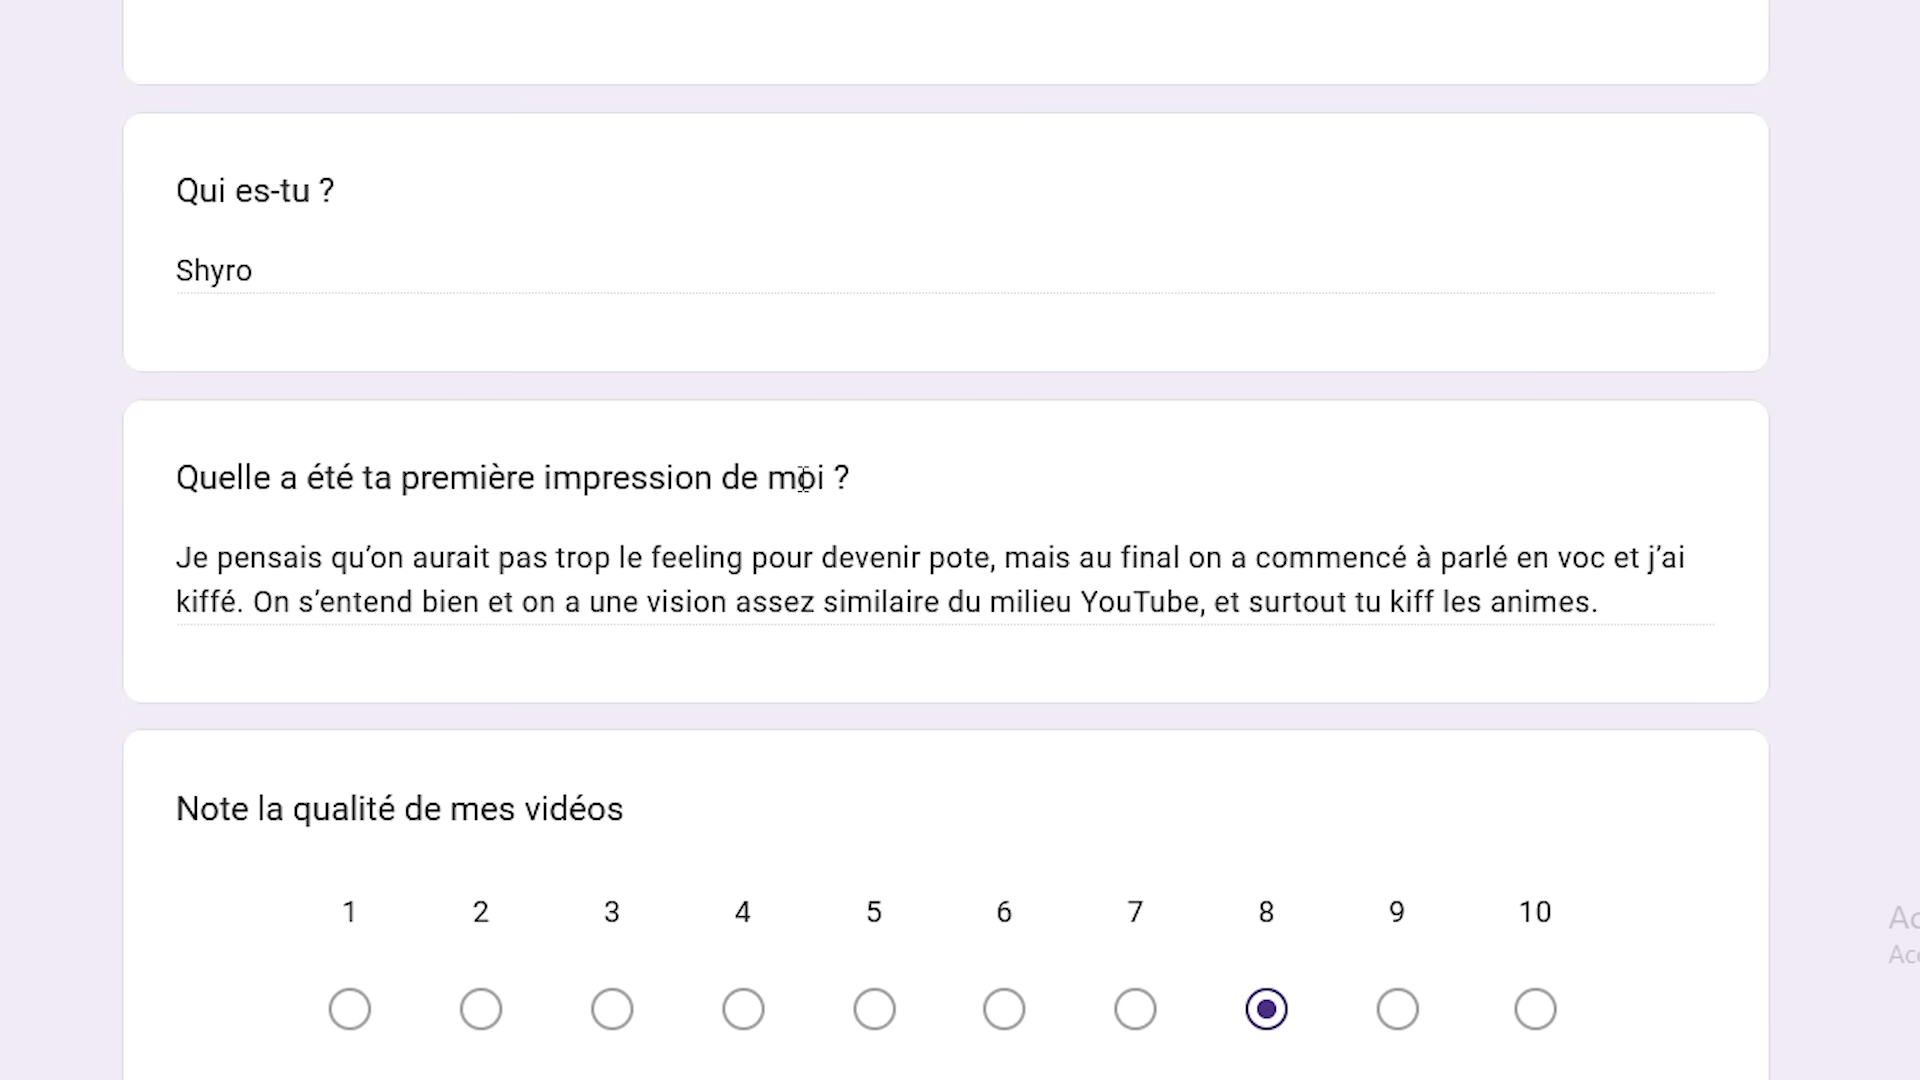 Qui es-tu ?
Shyro
Quelle a été ta première impression de moi ?
Je pensais qu’on aurait pas trop le feeling pour devenir pote, mais au final on a commencé à parlé en voc et j’ai
kiffé. On s’entend bien et on a une vision assez similaire du milieu YouTube, et surtout tu kiff les animes.
Note la qualité de mes vidéos
1 2 3 4 5 6 7 8 9 10